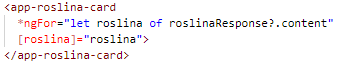 <app-roslina-card
  *ngFor="let roslina of roslinaResponse?.content"
  [roslina]="roslina">
</app-roslina-card>